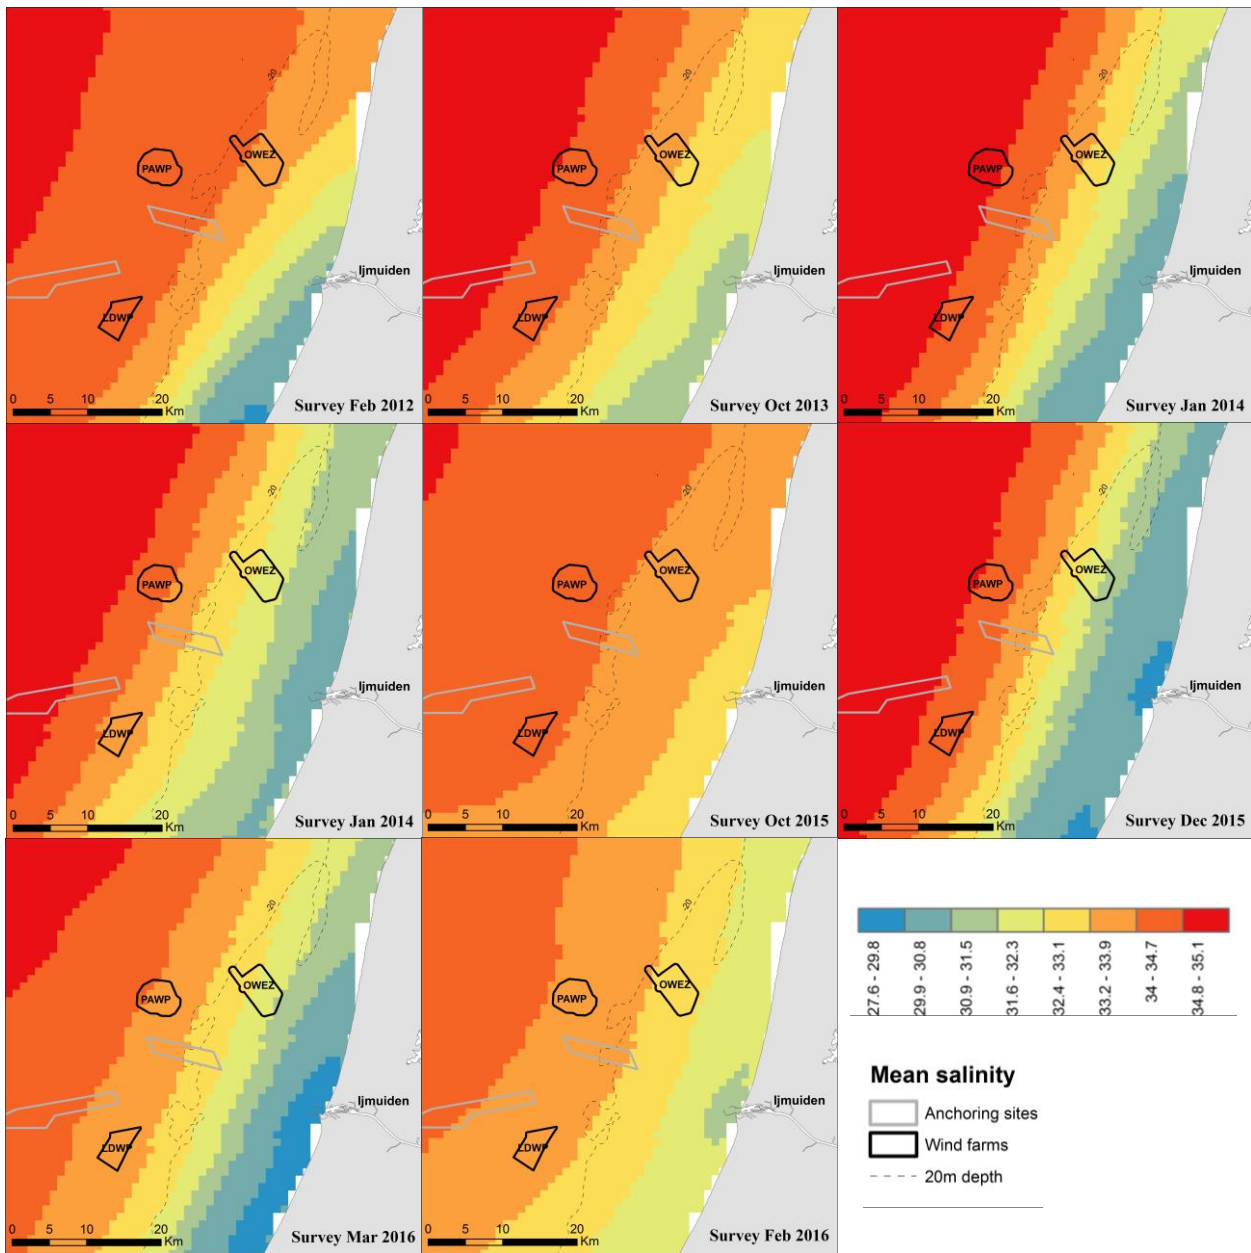 -20
PAWP
OWEZ
Ijmuiden
LDWP
0 5 10 20
Km
Survey Feb 2012
-20
PAWP
OWEZ
Ijmuiden
LDWP
0 5 10 20
Km
Survey Oct 2013
-20
PAWP
OWEZ
Ijmuiden
LDWP
0 5 10 20
Km
Survey Jan 2014
-20
PAWP
OWEZ
Ijmuiden
LDWP
0 5 10 20
Km
Survey Jan 2014
-20
PAWP
OWEZ
Ijmuiden
LDWP
0 5 10 20
Km
Survey Oct 2015
-20
PAWP
OWEZ
Ijmuiden
LDWP
0 5 10 20
Km
Survey Dec 2015
-20
PAWP
OWEZ
Ijmuiden
LDWP
0 5 10 20
Km
Survey Mar 2016
-20
PAWP
OWEZ
Ijmuiden
LDWP
0 5 10 20
Km
Survey Feb 2016
27.6 - 29.8
29.9 - 30.8
30.9 - 31.5
31.6 - 32.3
32.4 - 33.1
33.2 - 33.9
34 - 34.7
34.8 - 35.1
Mean salinity
Anchoring sites
Wind farms
20m depth